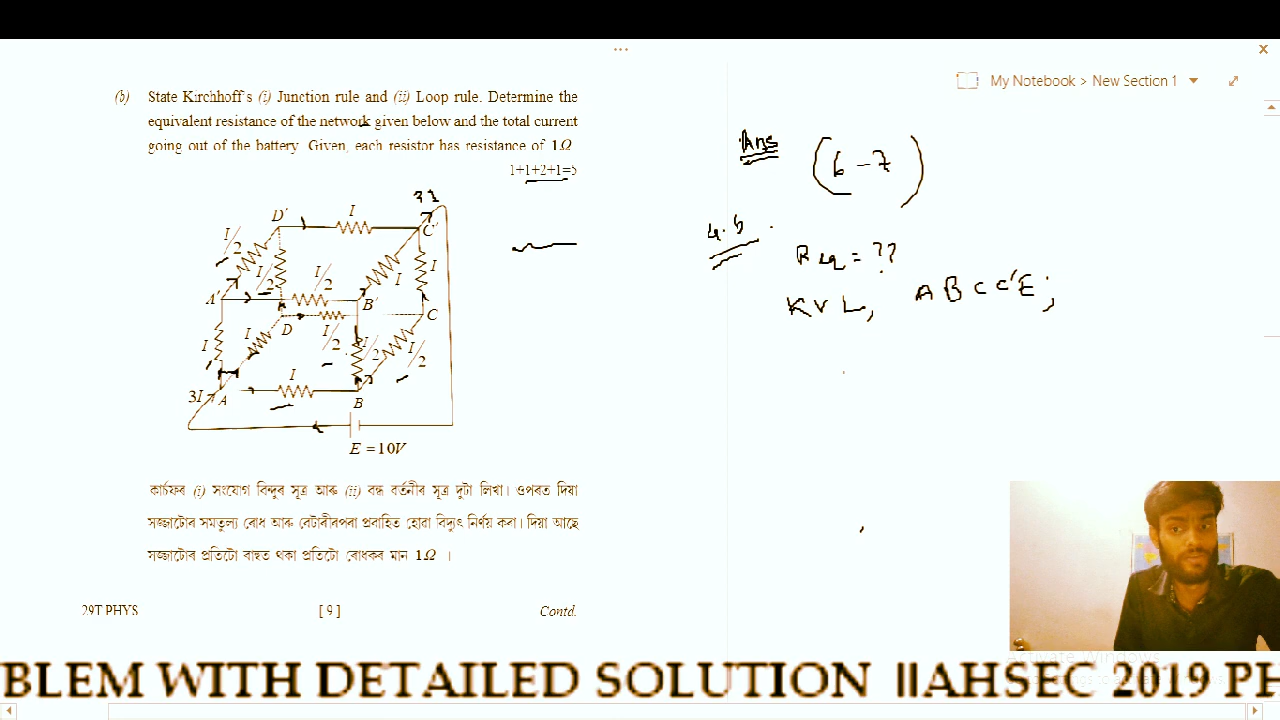 My Notebook > New Section 1
(b) State Kirchhoff's (i) Junction rule and (ii) Loop rule. Determine the
equivalent resistance of the network given below and the total current
going out of the battery. Given, each resistor has resistance of 1Ω
1+1+2+1=5
3I
D′ I C′
I/2 I/2 I/2 I I
A′ B′
D C
I I I/2 I/2 I/2
I
3I A B
E = 10V
কাৰ্চফৰ (i) সংযোগ বিন্দুৰ সূত্ৰ আৰু (ii) বন্ধ বৰ্তনীৰ সূত্ৰ দুটা লিখা। ওপৰত দিয়া
সজ্জাটোৰ সমতুল্য ৰোধ আৰু বেটাৰীৰপৰা প্ৰবাহিত হোৱা বিদ্যুৎ নিৰ্ণয় কৰা। দিয়া আছে
সজ্জাটোৰ প্ৰতিটো বাহুত থকা প্ৰতিটো ৰোধকৰ মান 1Ω ।
29T PHYS [ 9 ] Contd.
Ans (6-7)
4.b.
Req = ??
KVL, ABCC′E;
Activate Windows
BLEM WITH DETAILED SOLUTION ||AHSEC 2019 PH